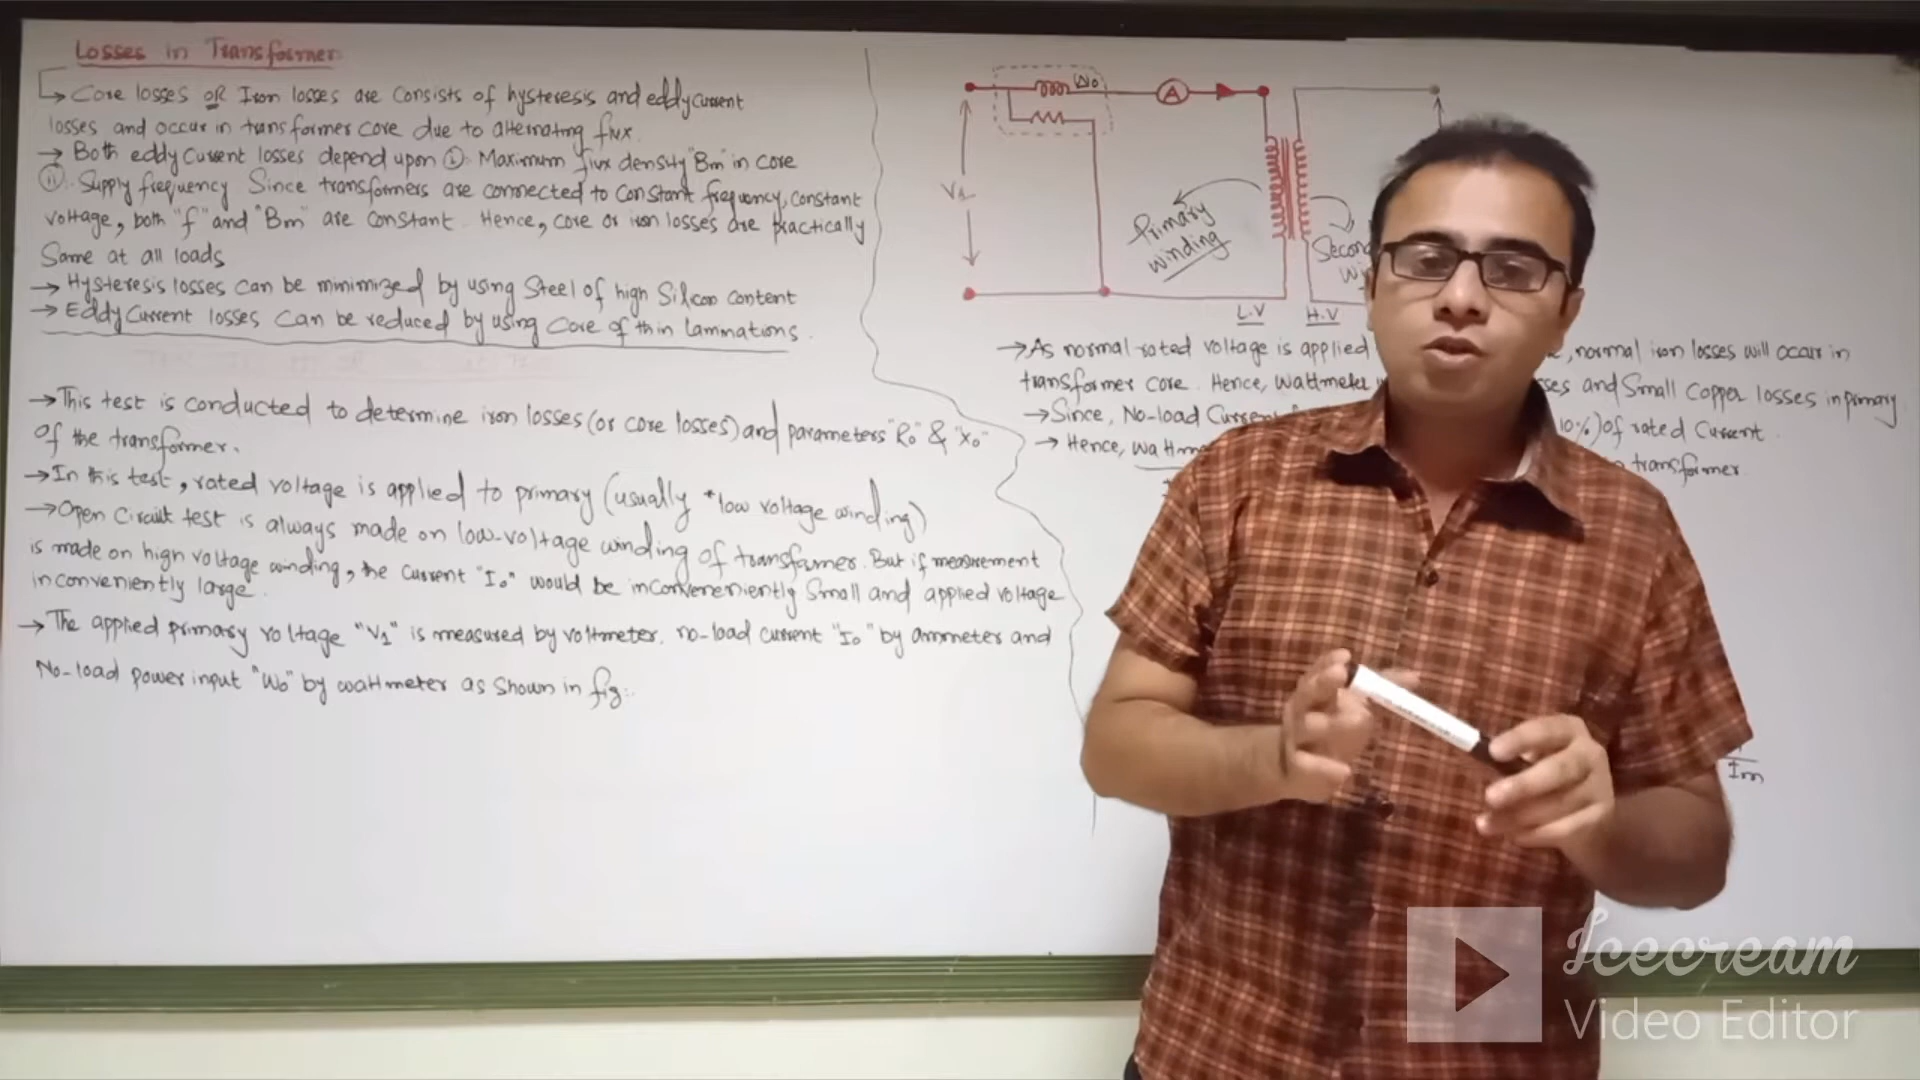 Losses in Transformer
→ Core losses OR Iron losses are consists of hysteresis and eddy current
losses and occur in transformer core due to alternating flux.
→ Both eddy current losses depend upon (i). Maximum flux density "Bm" in core
(ii). Supply frequency Since transformers are connected to constant frequency, constant
voltage, both "f" and "Bm" are constant. Hence, core or iron losses are practically
Same at all loads
→ Hysteresis losses can be minimized by using Steel of high Silcon content
→ Eddy Current losses can be reduced by using core of thin lamnations.
→ This test is conducted to determine iron losses (or core losses) and parameters "Ro" & "Xo"
of the transformer.
→ In this test, rated voltage is applied to primary (usually "low voltage winding)
→ Open Circuit test is always made on low-voltage winding of transformer. But if measurement
is made on high voltage winding, the current "Io" would be inconveneniently Small and applied voltage
inconveniently large.
→ The applied primary voltage "V1" is measured by voltmeter. no-load current "Io" by ammeter and
No-load power input "Wo" by wattmeter as shown in fig:.
Wo
A
V1
Primary
winding
Second
L.V H.V
→ As normal rated voltage is applied , normal iron losses will occur in
transformer core. Hence, wattmeter and Small Copper losses in primary
→ Since, No-load Current 10%) of rated Current.
→ Hence, transformer
Im
Icecream
Video Editor